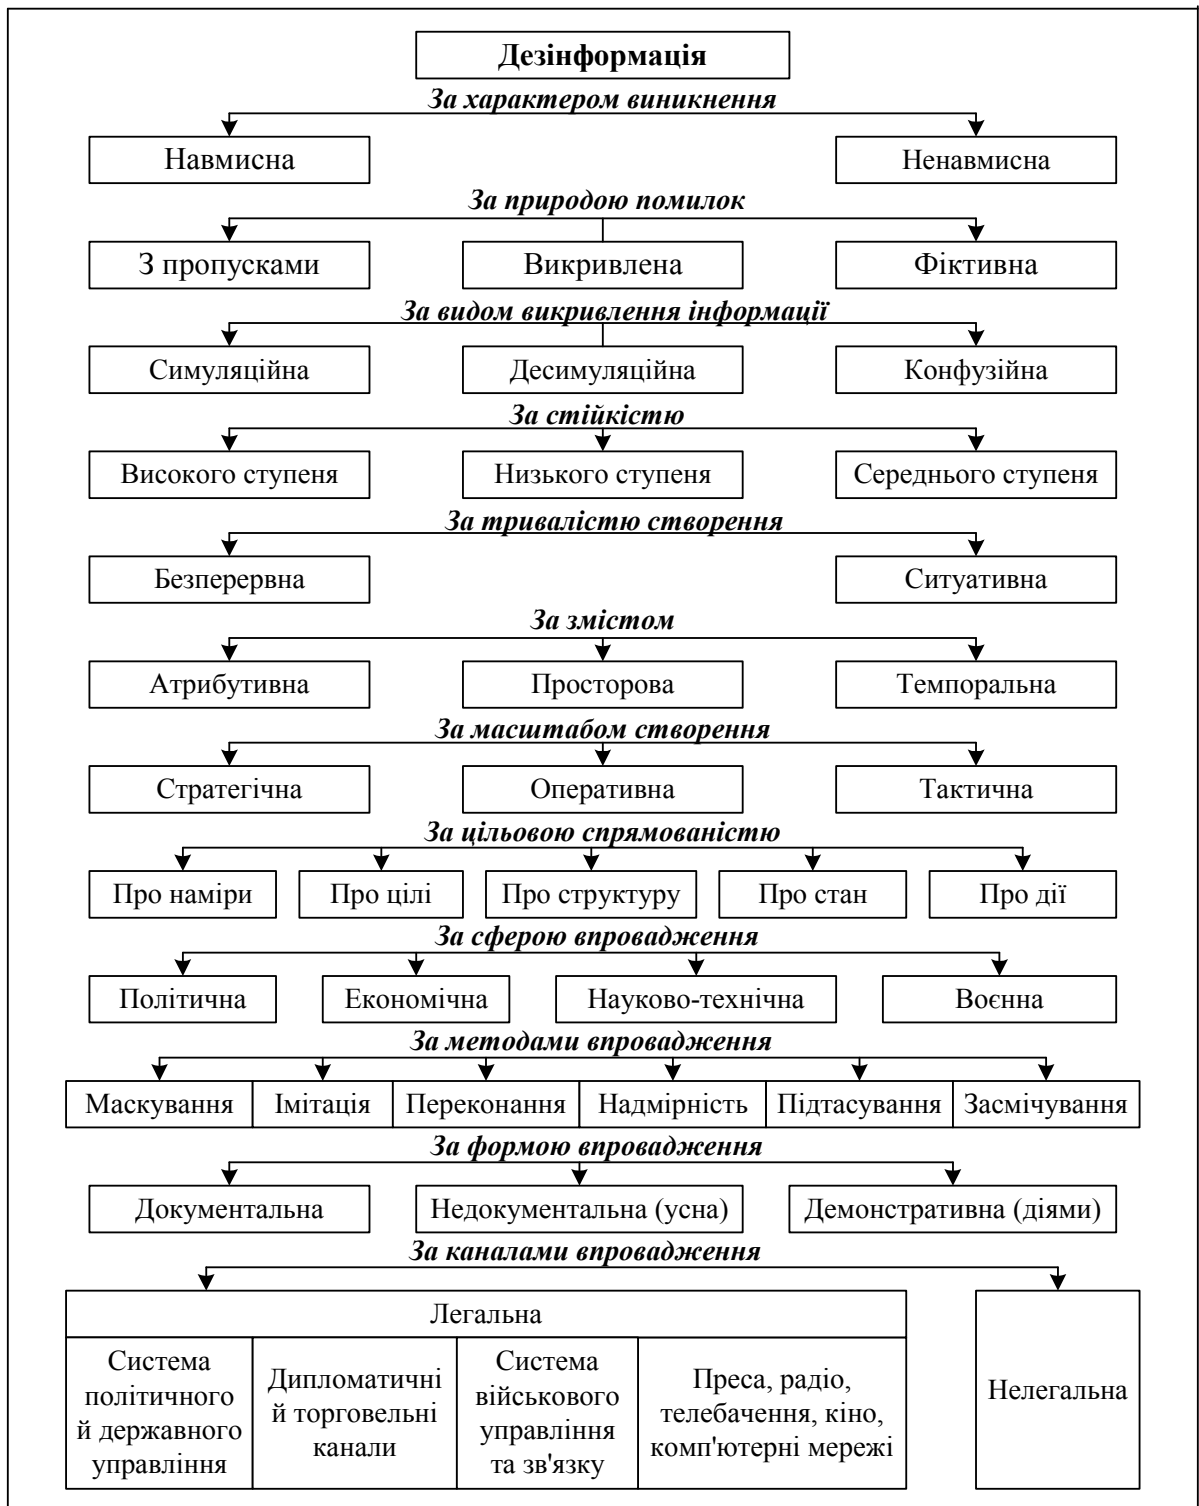 Дезінформація
За характером виникнення
Навмисна
Ненавмисна
За природою помилок
З пропусками
Викривлена
Фіктивна
За видом викривлення інформації
Симуляційна
Десимуляційна
Конфузійна
За стійкістю
Високого ступеня
Низького ступеня
Середнього ступеня
За тривалістю створення
Безперервна
Ситуативна
За змістом
Атрибутивна
Просторова
Темпоральна
За масштабом створення
Стратегічна
Оперативна
Тактична
За цільовою спрямованістю
Про наміри
Про цілі
Про структуру
Про стан
Про дії
За сферою впровадження
Політична
Економічна
Науково-технічна
Воєнна
За методами впровадження
Маскування
Імітація
Переконання
Надмірність
Підтасування
Засмічування
За формою впровадження
Документальна
Недокументальна (усна)
Демонстративна (діями)
За каналами впровадження
Легальна
Система
політичного
й державного
управління
Дипломатичні
й торговельні
канали
Система
військового
управління
та зв'язку
Преса, радіо,
телебачення, кіно,
комп'ютерні мережі
Нелегальна